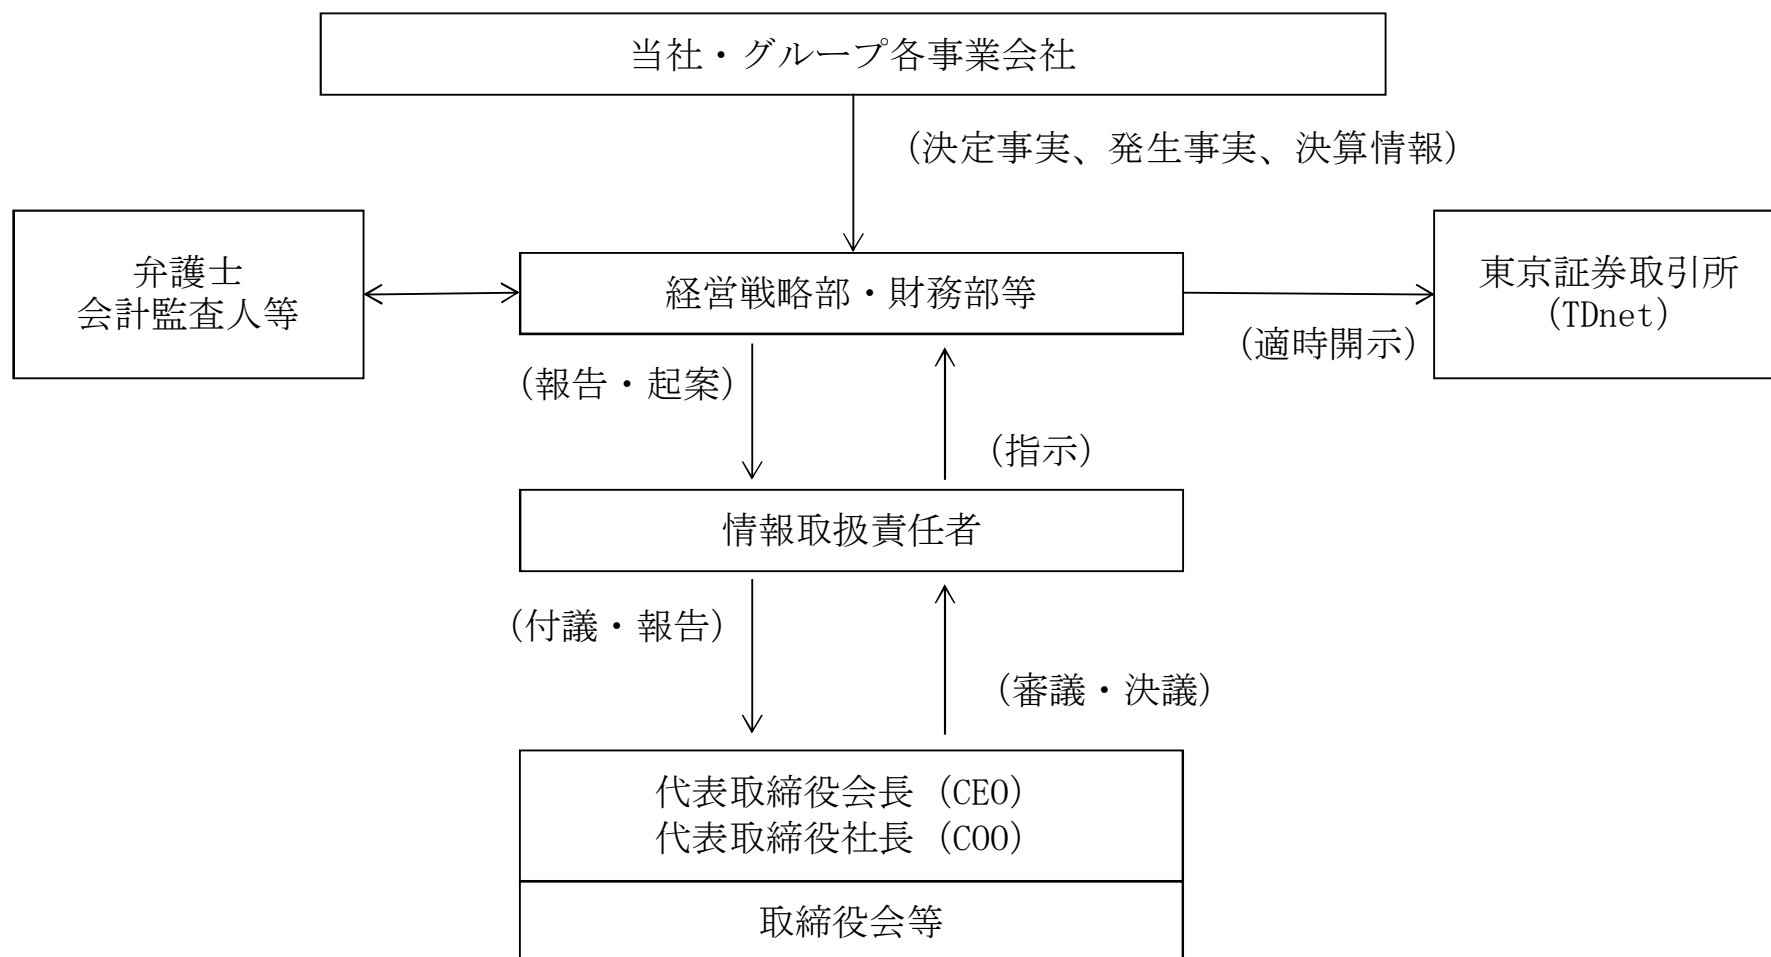 当社・グループ各事業会社
(決定事実、発生事実、決算情報)
弁護士
会計監査人等
経営戦略部・財務部等
東京証券取引所
(TDnet)
(適時開示)
(報告・起案)
(指示)
情報取扱責任者
(付議・報告)
(審議・決議)
代表取締役会長 (CEO)
代表取締役社長 (COO)
取締役会等